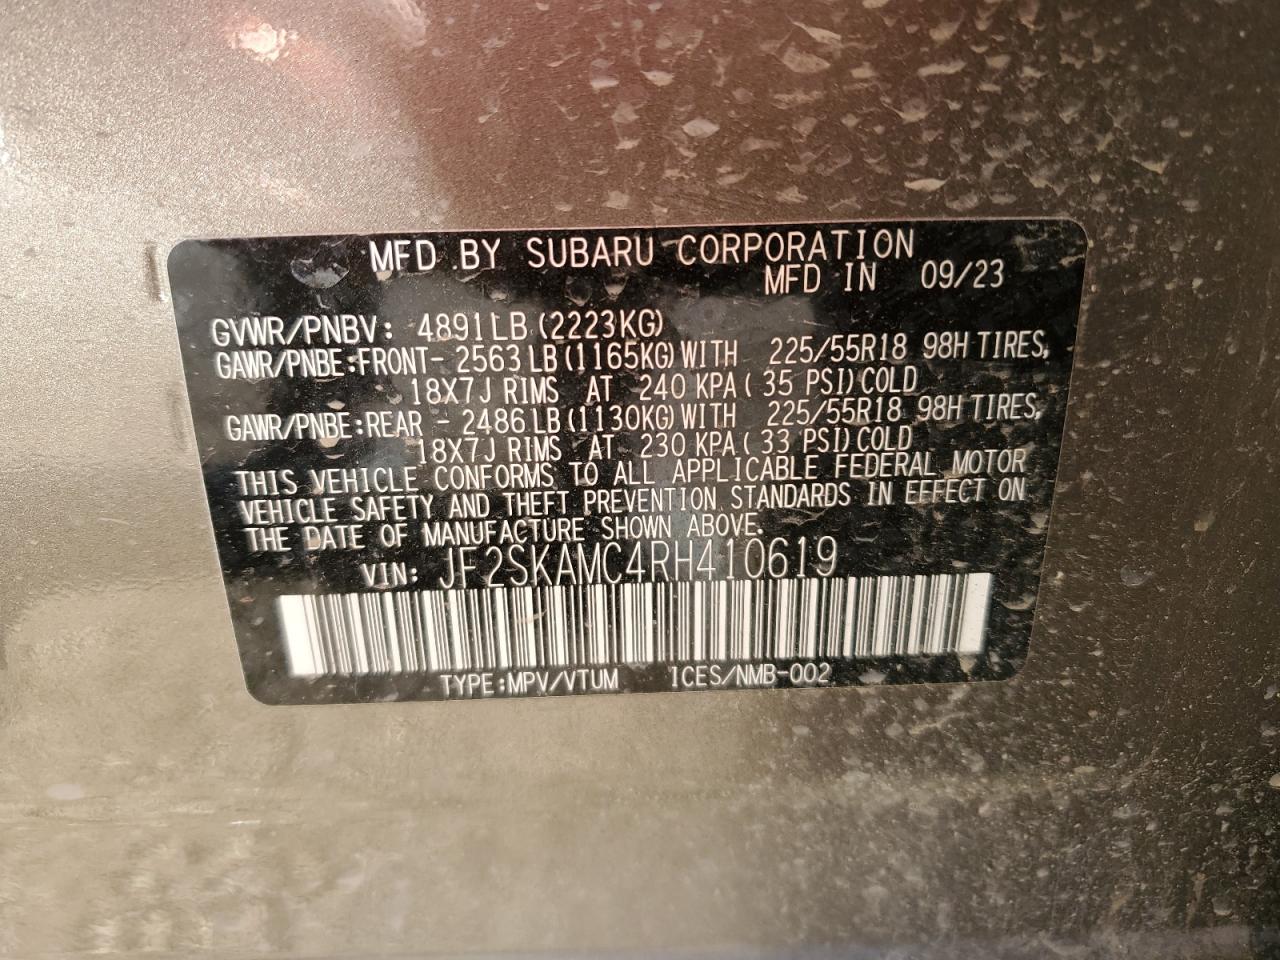 MFD BY SUBARU CORPORATION
MFD IN 09/23
GVWR/PNBV: 4891LB (2223KG)
GAWR/PNBE:FRONT- 2563 LB (1165KG) WITH 225/55R18 98H TIRES,
18X7J RIMS AT 240 KPA ( 35 PSI) COLD
GAWR/PNBE:REAR - 2486 LB (1130KG) WITH 225/55R18 98H TIRES,
18X7J RIMS AT 230 KPA ( 33 PSI) COLD
THIS VEHICLE CONFORMS TO ALL APPLICABLE FEDERAL MOTOR
VEHICLE SAFETY AND THEFT PREVENTION STANDARDS IN EFFECT ON
THE DATE OF MANUFACTURE SHOWN ABOVE.
VIN: JF2SKAMC4RH410619
TYPE:MPV/VTUM ICES/NMB-002